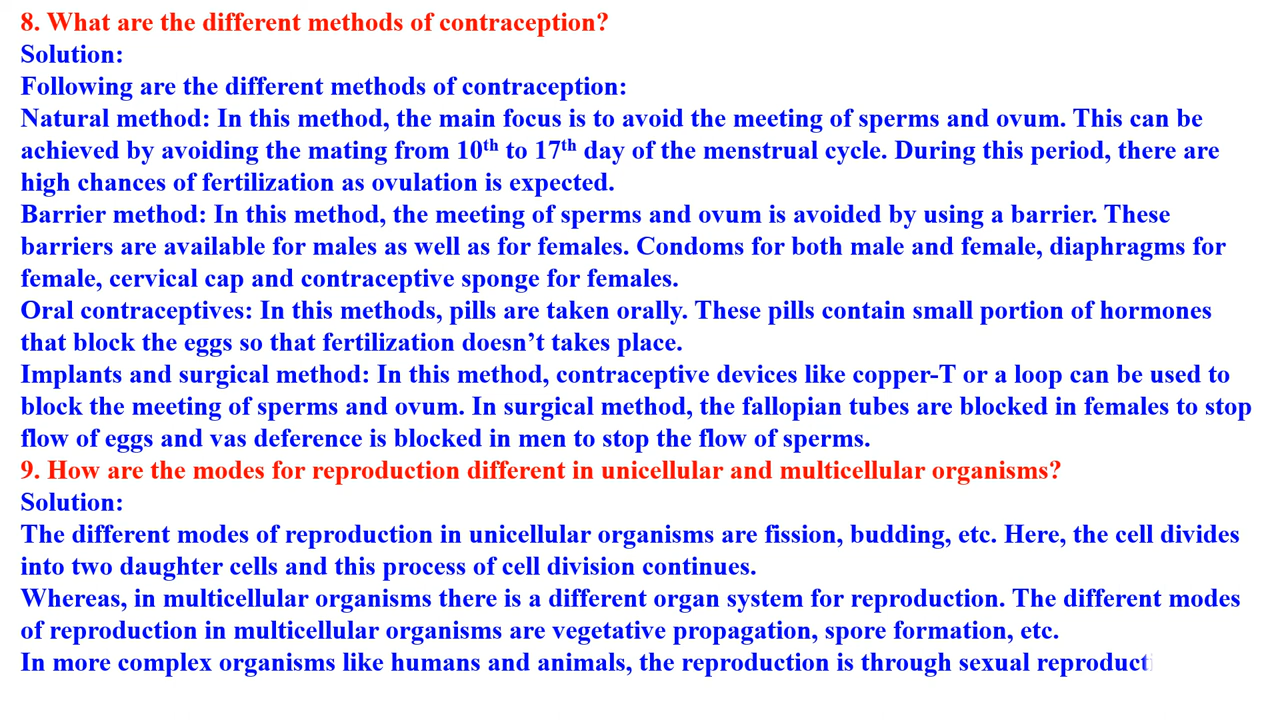 8. What are the different methods of contraception?
Solution:
Following are the different methods of contraception:
Natural method: In this method, the main focus is to avoid the meeting of sperms and ovum. This can be
achieved by avoiding the mating from 10th to 17th day of the menstrual cycle. During this period, there are
high chances of fertilization as ovulation is expected.
Barrier method: In this method, the meeting of sperms and ovum is avoided by using a barrier. These
barriers are available for males as well as for females. Condoms for both male and female, diaphragms for
female, cervical cap and contraceptive sponge for females.
Oral contraceptives: In this methods, pills are taken orally. These pills contain small portion of hormones
that block the eggs so that fertilization doesn’t takes place.
Implants and surgical method: In this method, contraceptive devices like copper-T or a loop can be used to
block the meeting of sperms and ovum. In surgical method, the fallopian tubes are blocked in females to stop
flow of eggs and vas deference is blocked in men to stop the flow of sperms.
9. How are the modes for reproduction different in unicellular and multicellular organisms?
Solution:
The different modes of reproduction in unicellular organisms are fission, budding, etc. Here, the cell divides
into two daughter cells and this process of cell division continues.
Whereas, in multicellular organisms there is a different organ system for reproduction. The different modes
of reproduction in multicellular organisms are vegetative propagation, spore formation, etc.
In more complex organisms like humans and animals, the reproduction is through sexual reproducti